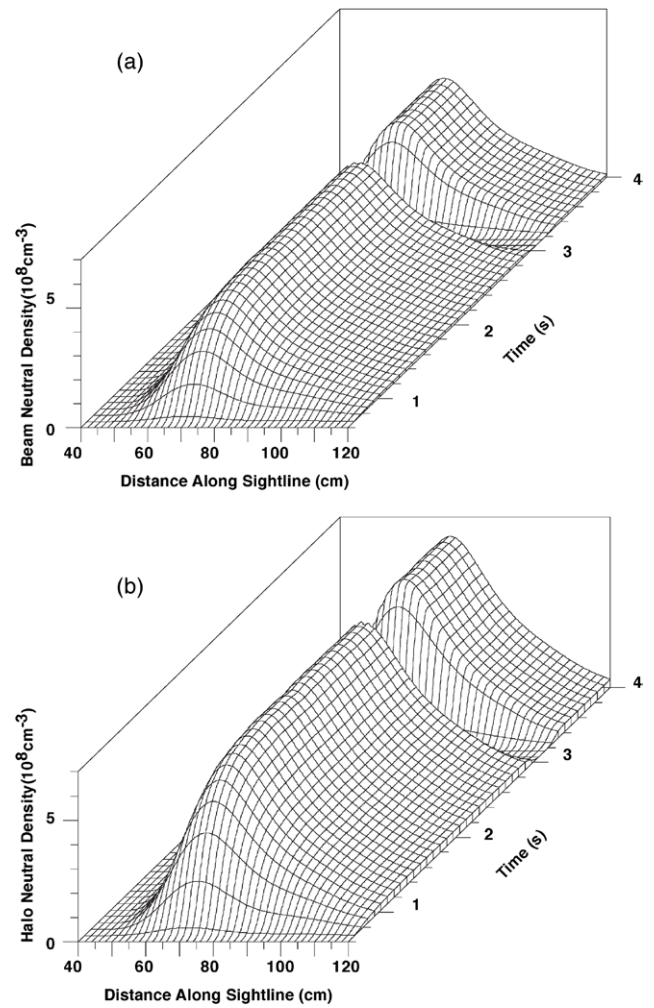 (a)
Beam Neutral Density(10⁸cm⁻³)
5
0
40
60
80
100
120
Distance Along Sightline (cm)
1
2
3
4
Time (s)
(b)
Halo Neutral Density(10⁸cm⁻³)
5
0
40
60
80
100
120
Distance Along Sightline (cm)
1
2
3
4
Time (s)